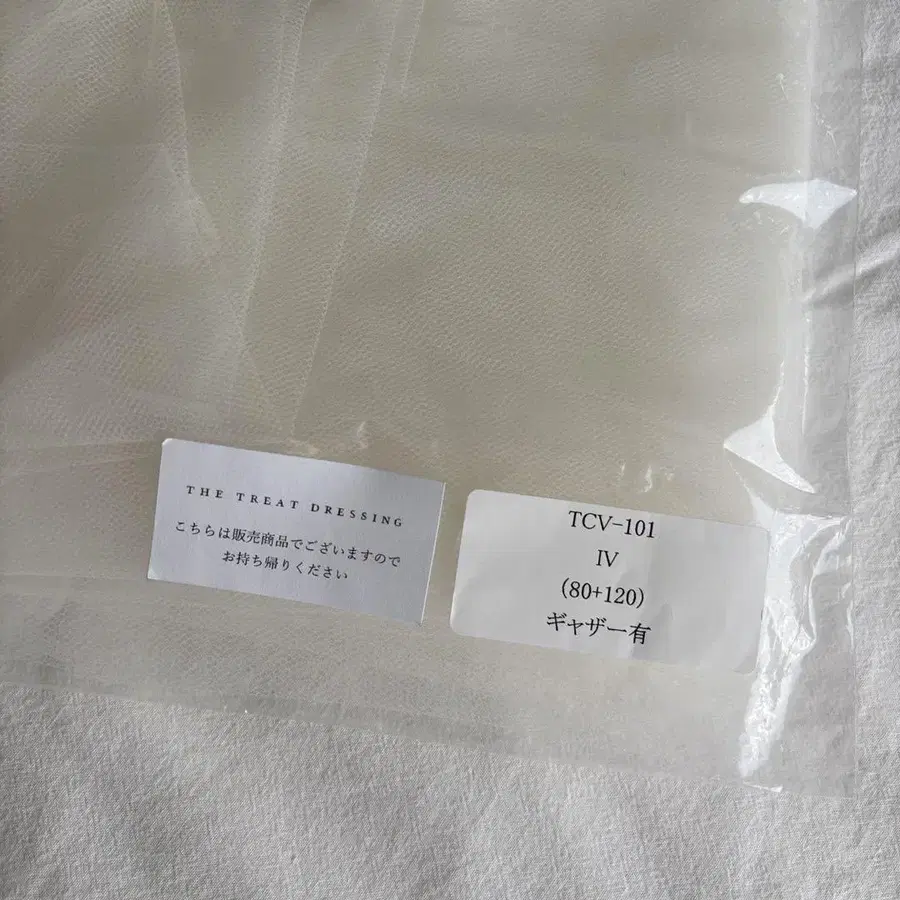 THE TREAT DRESSING
こちらは販売商品でございますので
お持ち帰りください
TCV-101
IV
(80+120)
ギャザー有